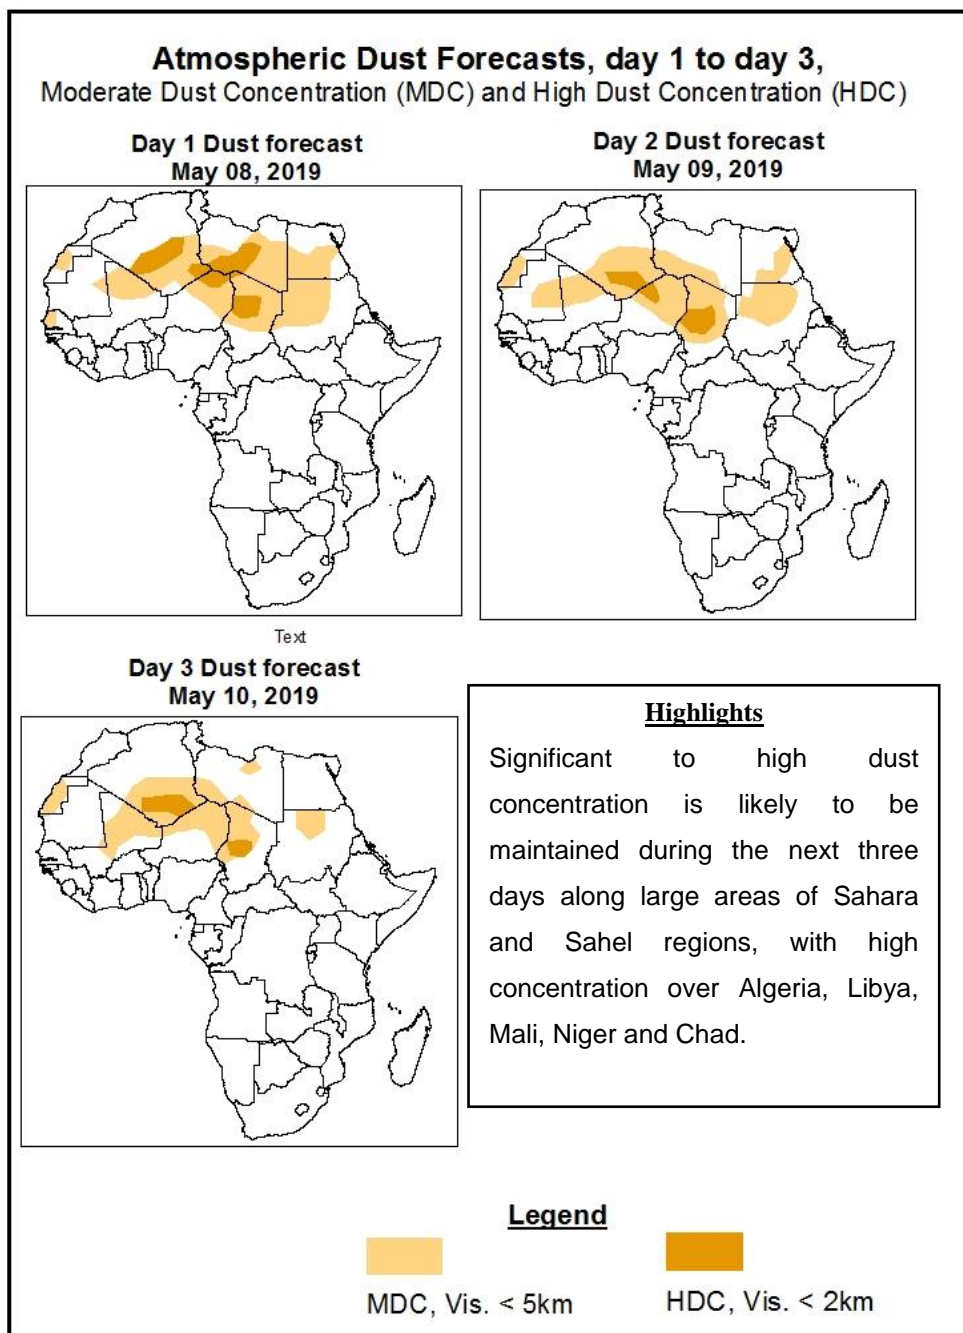 Atmospheric Dust Forecasts, day 1 to day 3,
Moderate Dust Concentration (MDC) and High Dust Concentration (HDC)
Day 1 Dust forecast
May 08, 2019
Day 2 Dust forecast
May 09, 2019
Text
Day 3 Dust forecast
May 10, 2019
Highlights
Significant to high dust
concentration is likely to be
maintained during the next three
days along large areas of Sahara
and Sahel regions, with high
concentration over Algeria, Libya,
Mali, Niger and Chad.
Legend
MDC, Vis. < 5km
HDC, Vis. < 2km